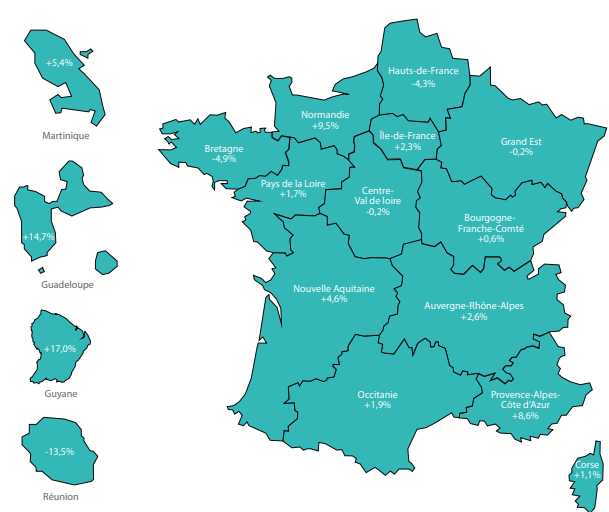 +5,4%
Martinique
+14,7%
Guadeloupe
+17,0%
Guyane
-13,5%
Réunion
Hauts-de-France
-4,3%
Normandie
+9,5%
Île-de-France
+2,3%
Grand Est
-0,2%
Bretagne
-4,9%
Pays de la Loire
+1,7%
Centre-
Val de loire
-0,2%
Bourgogne-
Franche-Comté
+0,6%
Nouvelle Aquitaine
+4,6%
Auvergne-Rhône-Alpes
+2,6%
Occitanie
+1,9%
Provence-Alpes-
Côte d'Azur
+8,6%
Corse
+1,1%